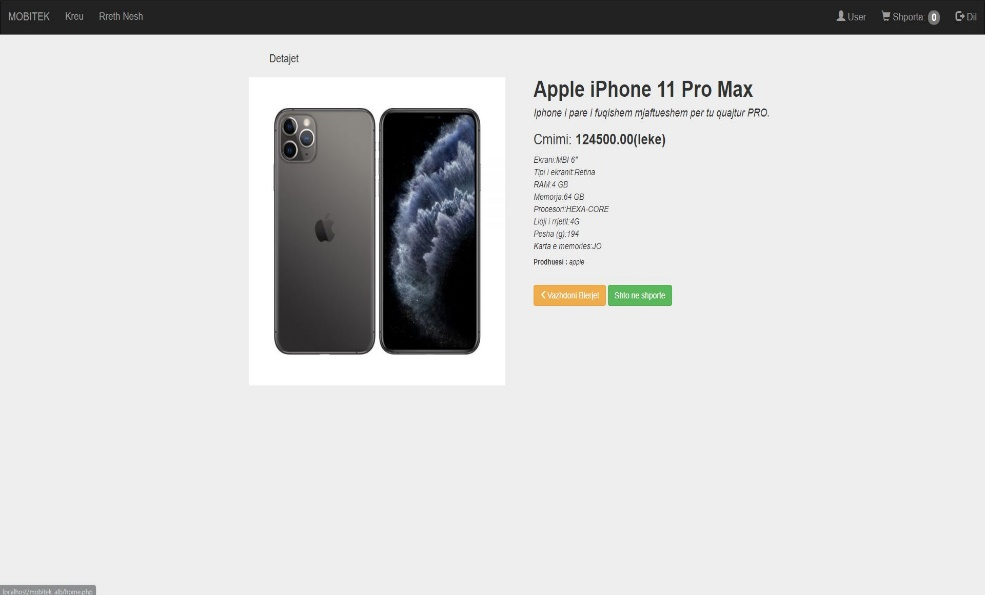 MOBITEK Kreu Rreth Nesh User Shporta: 0 Dil
Detajet
Apple iPhone 11 Pro Max
Iphone i pare i fuqishem mjaftueshem per tu quajtur PRO.
Cmimi: 124500.00(leke)
Ekrani:MBI 6"
Tipi i ekranit:Retina
RAM:4 GB
Memorja:64 GB
Procesori:HEXA-CORE
Lloji i rrjetit:4G
Pesha (g):194
Karta e memories:JO
Prodhuesi : apple
Vazhdoni Blerjet Shto ne shporte
localhost/mobitek_alb/home.php